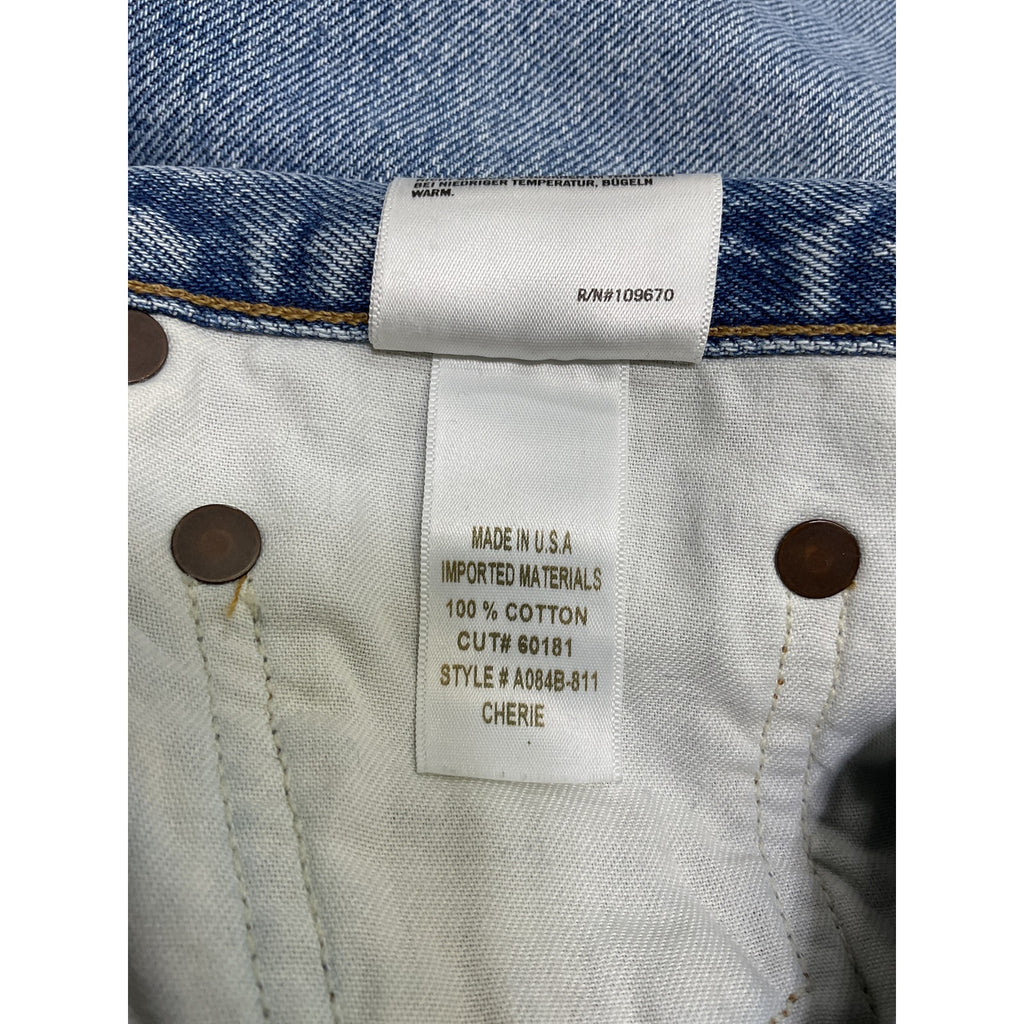 BEI NIEDRIGER TEMPERATUR, BÜGELN
WARM.
R/N#109670
MADE IN U.S.A
IMPORTED MATERIALS
100 % COTTON
CUT# 60181
STYLE # A084B-811
CHERIE